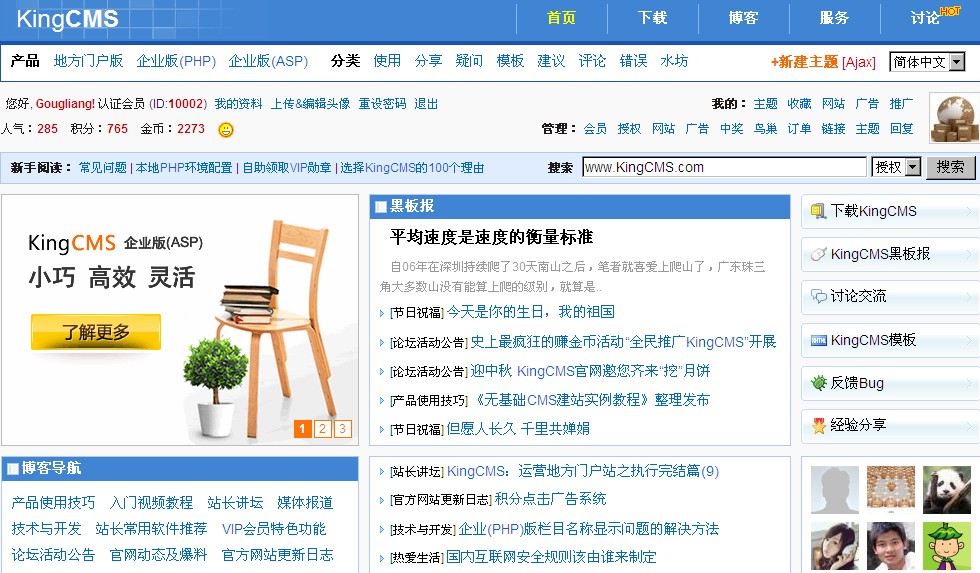 KingCMS
首页 下载 博客 服务 讨论 HOT
产品 地方门户版 企业版(PHP) 企业版(ASP) 分类 使用 分享 疑问 模板 建议 评论 错误 水坊 +新建主题 [Ajax] 简体中文
您好, Gougliang! 认证会员 (ID:10002) 我的资料 上传&编辑头像 重设密码 退出 我的： 主题 收藏 网站 广告 推广
人气：285 积分：765 金币：2273 管理： 会员 授权 网站 广告 中奖 鸟巢 订单 链接 主题 回复
新手阅读： 常见问题 | 本地PHP环境配置 | 自助领取VIP勋章 | 选择KingCMS的100个理由 搜索 www.KingCMS.com 授权 搜索
KingCMS 企业版(ASP)
小巧 高效 灵活
了解更多
1 2 3
黑板报
平均速度是速度的衡量标准
自06年在深圳持续爬了30天南山之后，笔者就喜爱上爬山了，广东珠三
角大多数山没有能算上爬的级别，就算是..
[节日祝福] 今天是你的生日，我的祖国
[论坛活动公告] 史上最疯狂的赚金币活动“全民推广KingCMS”开展
[论坛活动公告] 迎中秋 KingCMS官网邀您齐来“挖”月饼
[产品使用技巧] 《无基础CMS建站实例教程》整理发布
[节日祝福] 但愿人长久 千里共婵娟
下载KingCMS
KingCMS黑板报
讨论交流
KingCMS模板
反馈Bug
经验分享
博客导航
产品使用技巧 入门视频教程 站长讲坛 媒体报道
技术与开发 站长常用软件推荐 VIP会员特色功能
论坛活动公告 官网动态及爆料 官方网站更新日志
[站长讲坛] KingCMS：运营地方门户站之执行完结篇(9)
[官方网站更新日志] 积分点击广告系统
[技术与开发] 企业(PHP)版栏目名称显示问题的解决方法
[热爱生活] 国内互联网安全规则该由谁来制定